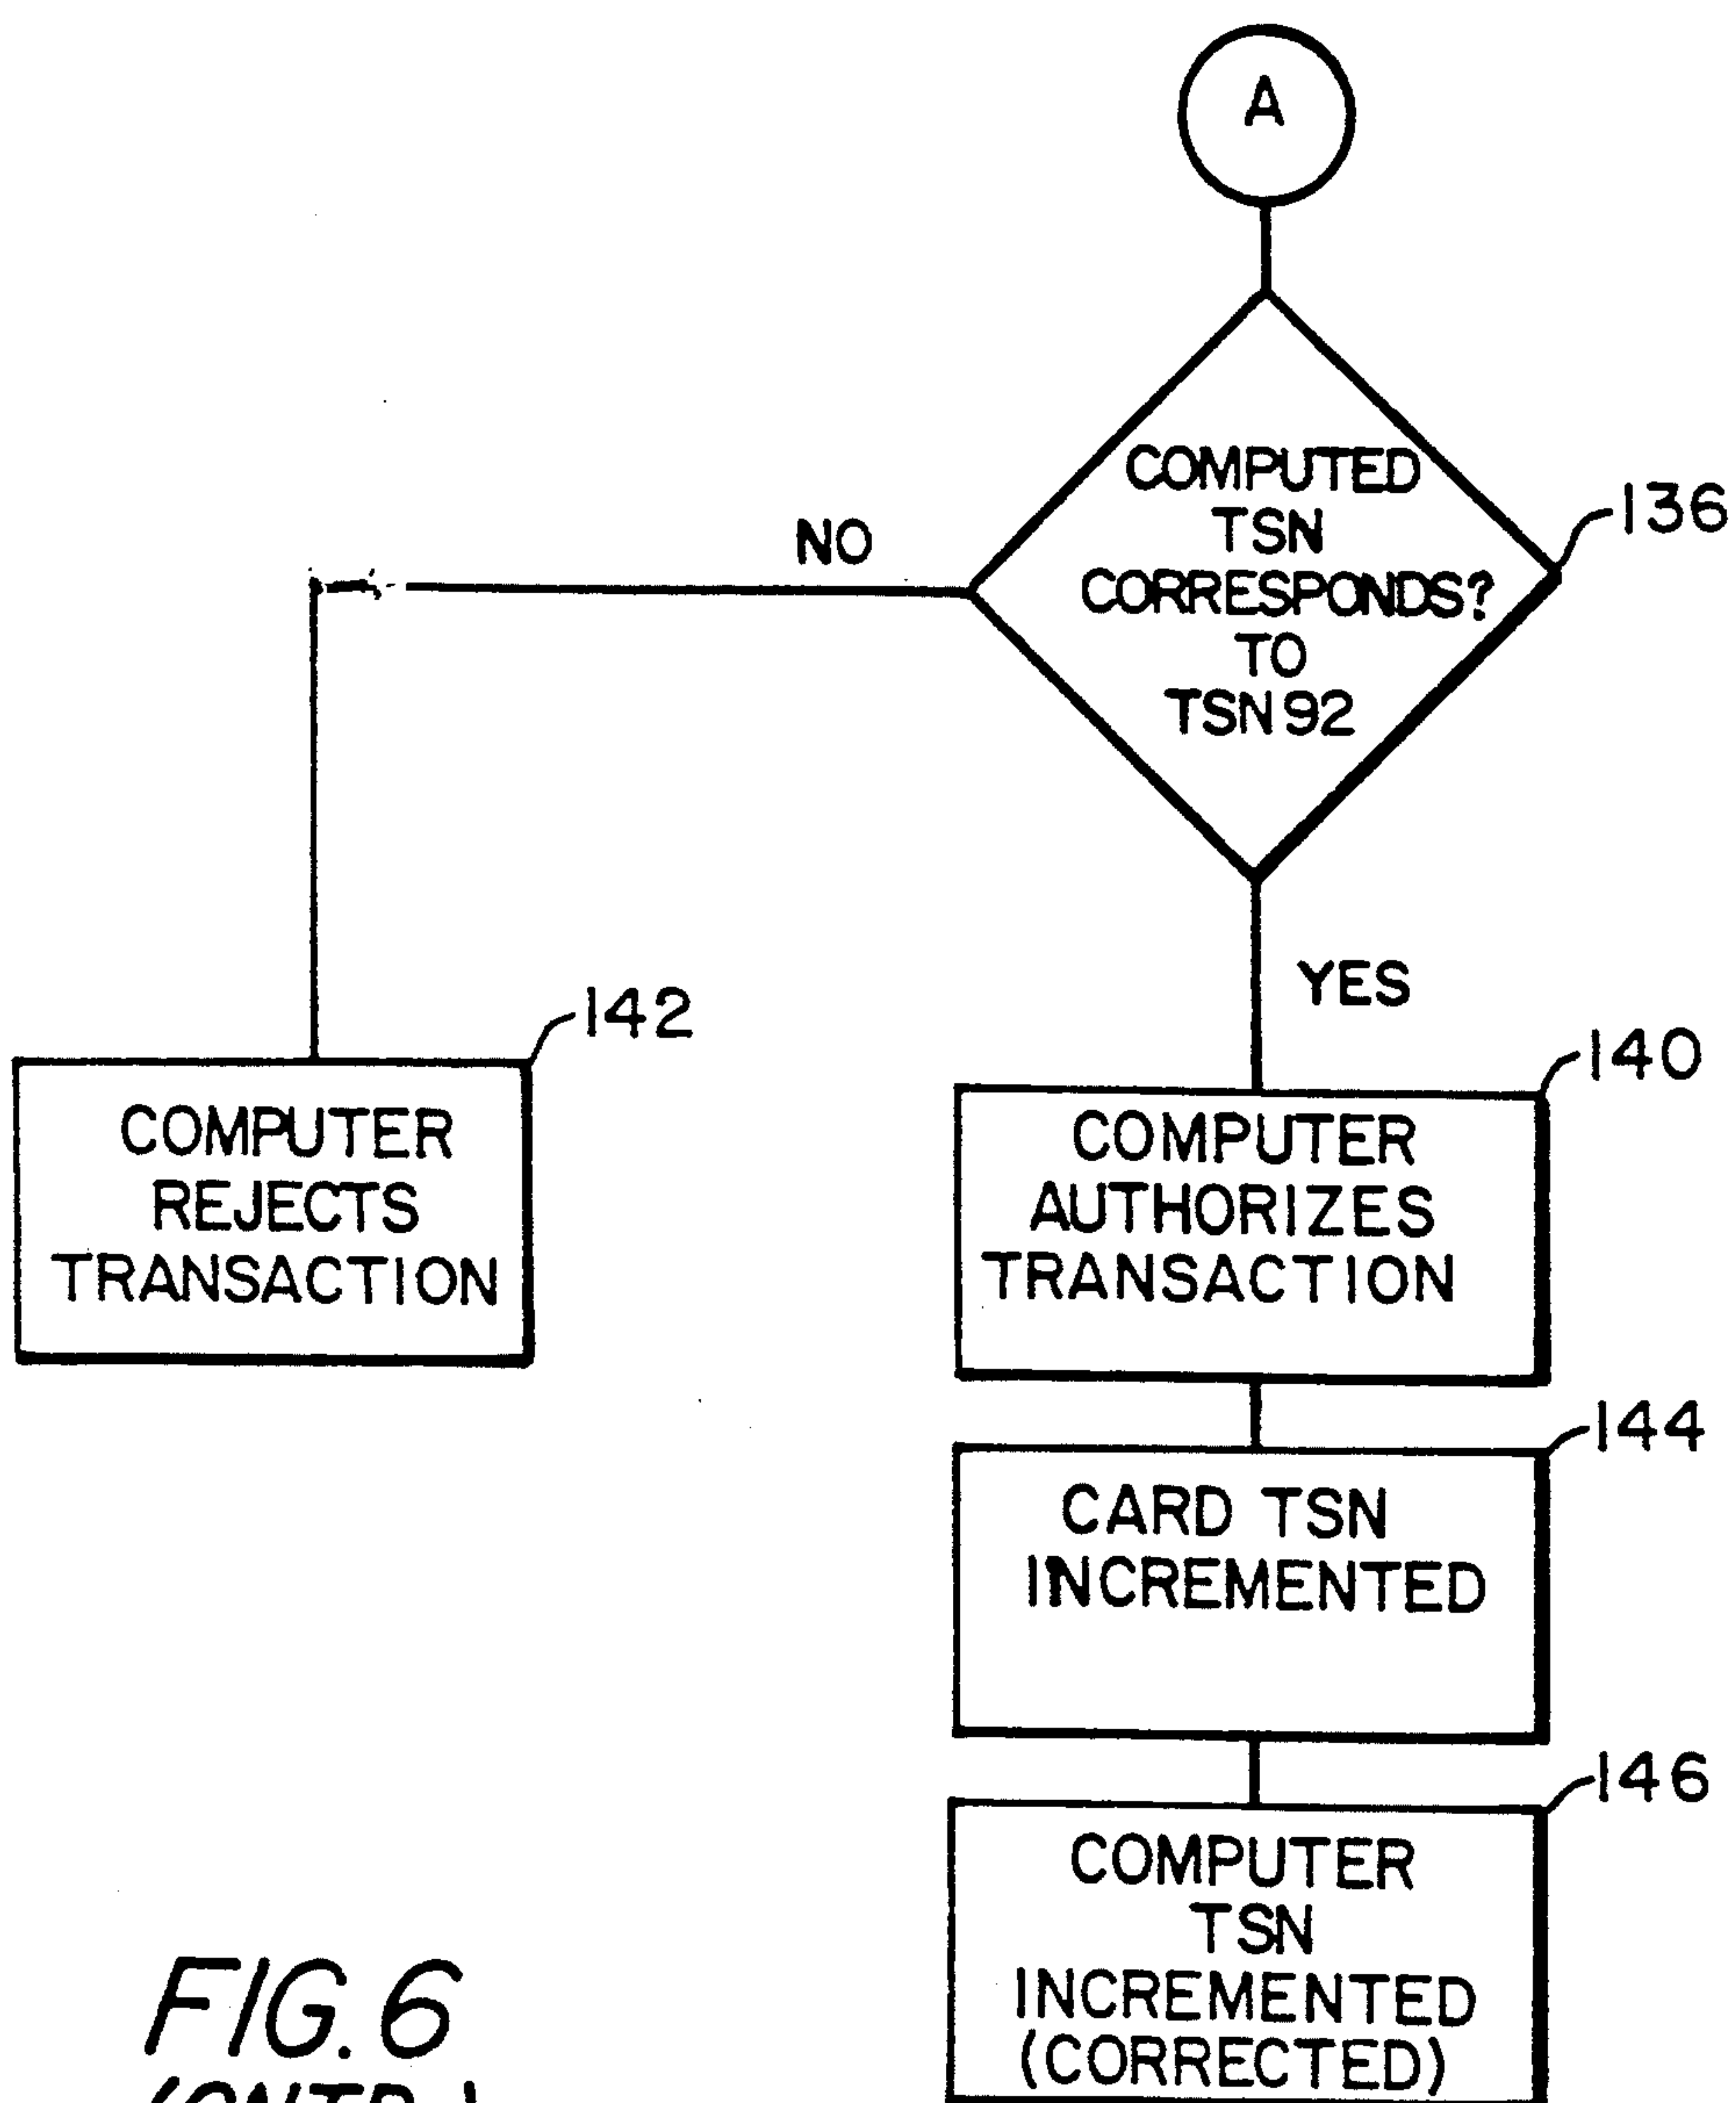 A
COMPUTED
TSN
CORRESPONDS?
TO
TSN 92
136
NO
YES
142
COMPUTER
REJECTS
TRANSACTION
140
COMPUTER
AUTHORIZES
TRANSACTION
144
CARD TSN
INCREMENTED
146
COMPUTER
TSN
INCREMENTED
(CORRECTED)
FIG. 6